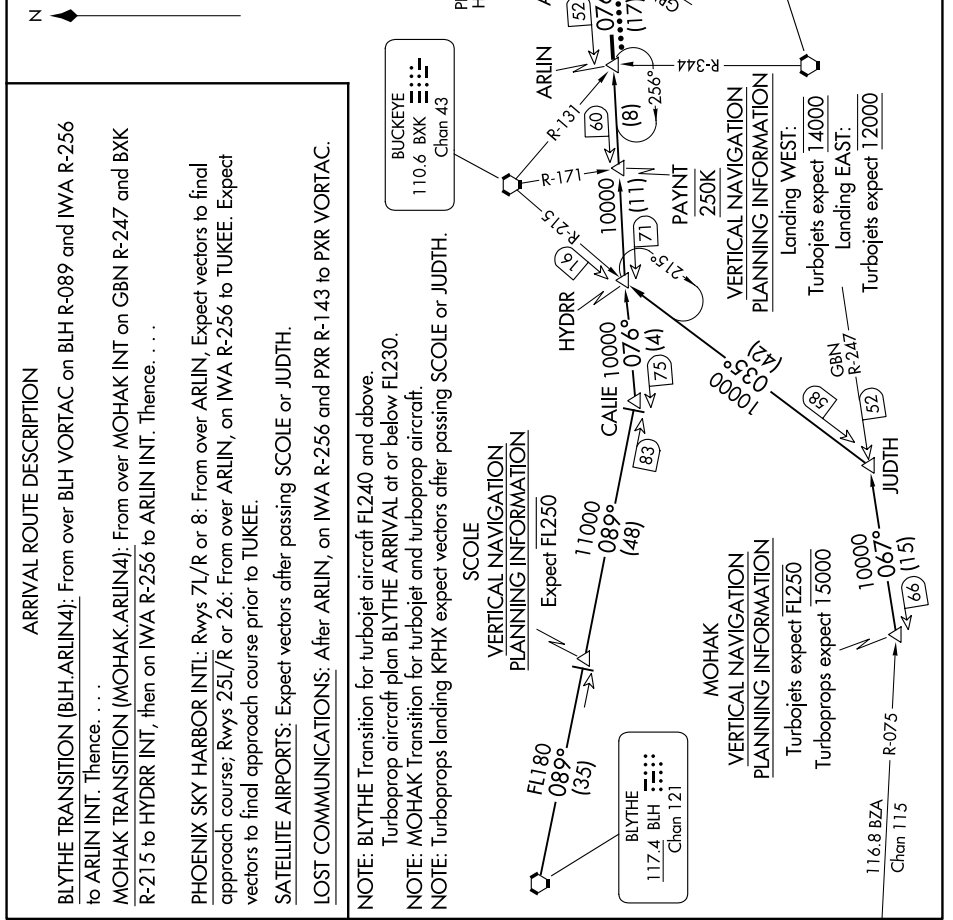 ARRIVAL ROUTE DESCRIPTION
BLYTHE TRANSITION (BLH.ARLIN4): From over BLH VORTAC on BLH R-089 and IWA R-256
to ARLIN INT. Thence. . . .
MOHAK TRANSITION (MOHAK.ARLIN4): From over MOHAK INT on GBN R-247 and BXK
R-215 to HYDRR INT, then on IWA R-256 to ARLIN INT. Thence. . . .
PHOENIX SKY HARBOR INTL: Rwys 7L/R or 8: From over ARLIN, Expect vectors to final
approach course; Rwys 25L/R or 26: From over ARLIN, on IWA R-256 to TUKEE. Expect
vectors to final approach course prior to TUKEE.
SATELLITE AIRPORTS: Expect vectors after passing SCOLE or JUDTH.
LOST COMMUNICATIONS: After ARLIN, on IWA R-256 and PXR R-143 to PXR VORTAC.
N
NOTE: BLYTHE Transition for turbojet aircraft FL240 and above.
Turboprop aircraft plan BLYTHE ARRIVAL at or below FL230.
NOTE: MOHAK Transition for turbojet and turboprop aircraft.
NOTE: Turboprops landing KPHX expect vectors after passing SCOLE or JUDTH.
BUCKEYE
110.6 BXK
Chan 43
SCOLE
VERTICAL NAVIGATION
PLANNING INFORMATION
Expect FL250
FL180
089°
(35)
BLYTHE
117.4 BLH
Chan 121
11000
089°
(48)
83
CALIE
10000
076°
(4)
75
HYDRR
16
R-215
R-171
R-131
71
215°
10000
(11)
60
PAYNT
250K
(8)
256°
ARLIN
52
076°
(17)
R-344
VERTICAL NAVIGATION
PLANNING INFORMATION
Landing WEST:
Turbojets expect 14000
Landing EAST:
Turbojets expect 12000
10000
035°
(42)
58
GBN
R-247
52
JUDTH
MOHAK
VERTICAL NAVIGATION
PLANNING INFORMATION
Turbojets expect FL250
Turboprops expect 15000
10000
067°
(15)
66
R-075
116.8 BZA
Chan 115